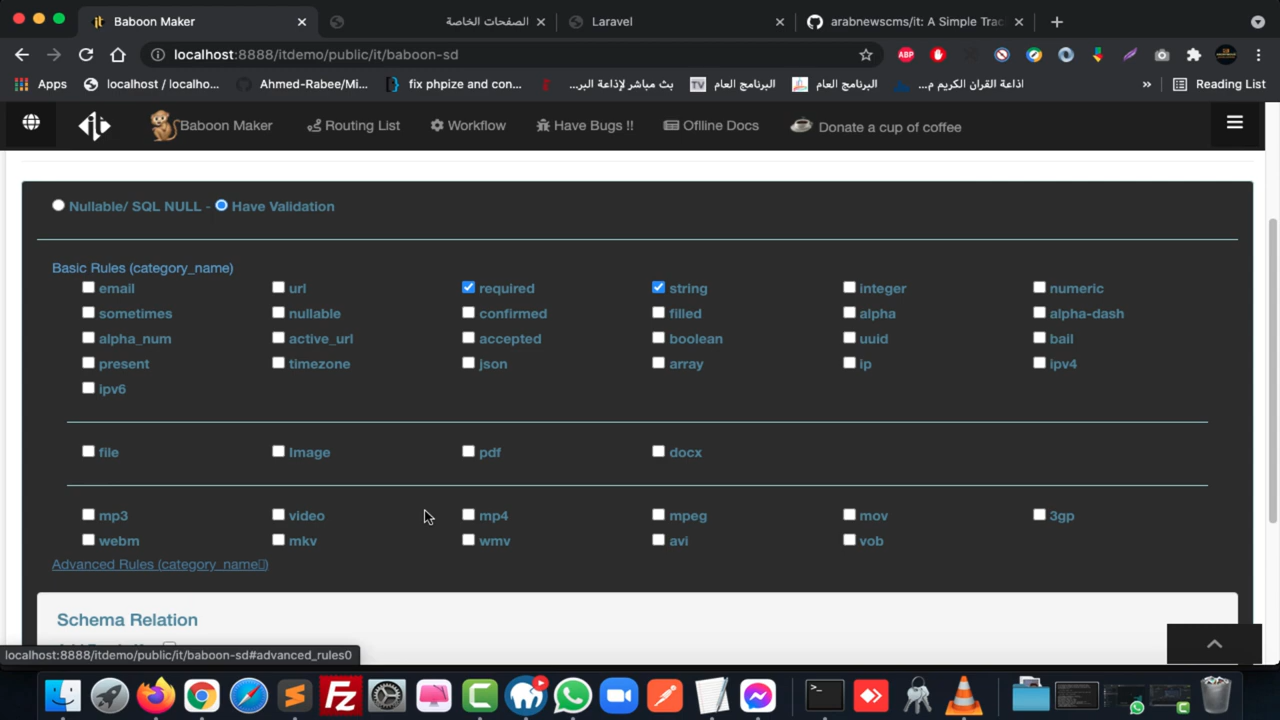 Baboon Maker
الصفحات الخاصة
Laravel
arabnewscms/it: A Simple Trac
localhost:8888/itdemo/public/it/baboon-sd
ABP
Apps
localhost / localho...
Ahmed-Rabee/Mi...
fix phpize and con...
بث مباشر لإذاعة البر...
TV
البرنامج العام
البرنامج العام
اذاعة القران الكريم م...
»
Reading List
it
Baboon Maker
Routing List
Workflow
Have Bugs !!
Oflline Docs
Donate a cup of coffee
Nullable/ SQL NULL - Have Validation
Basic Rules (category_name)
email url required string integer numeric
sometimes nullable confirmed filled alpha alpha-dash
alpha_num active_url accepted boolean uuid bail
present timezone json array ip ipv4
ipv6
file Image pdf docx
mp3 video mp4 mpeg mov 3gp
webm mkv wmv avi vob
Advanced Rules (category_name▯)
Schema Relation
localhost:8888/itdemo/public/it/baboon-sd#advanced_rules0